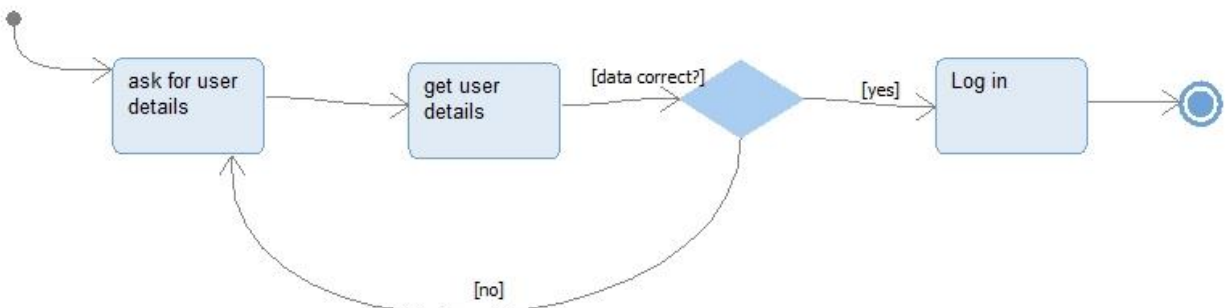 ask for user
details
get user
details
[data correct?]
[yes]
Log in
[no]